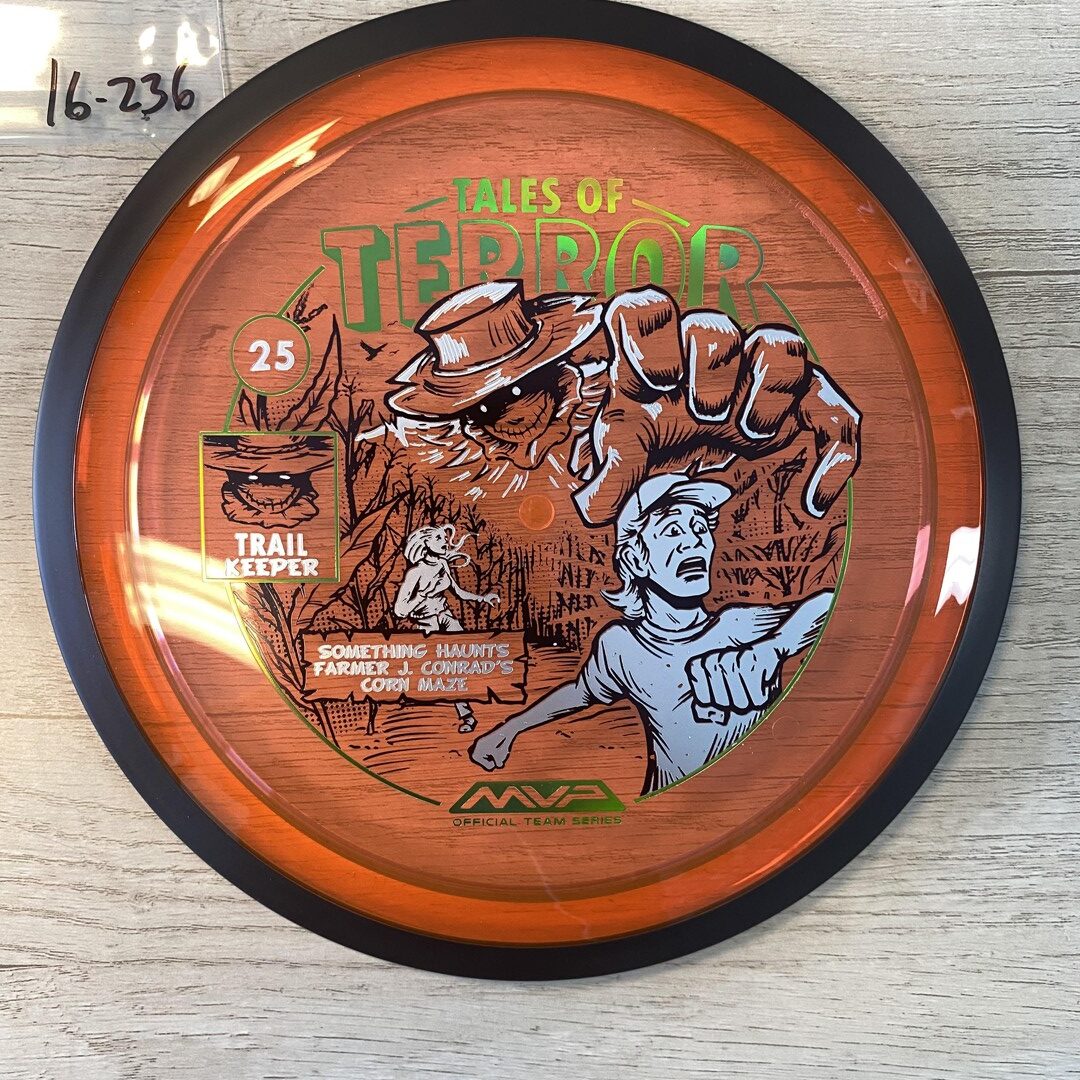 16-236
TALES OF
TERROR
25
TRAIL
KEEPER
SOMETHING HAUNTS
FARMER J. CONRAD'S
CORN MAZE
MVP
OFFICIAL TEAM SERIES